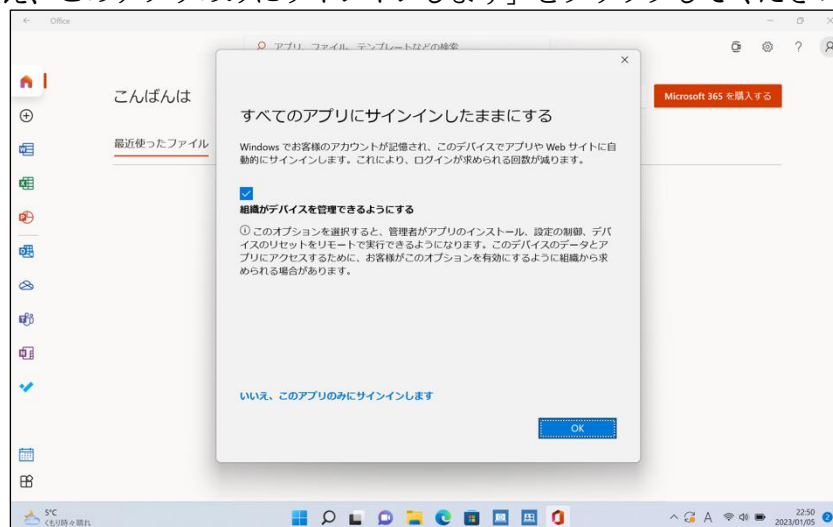 え、このアプリのみにサインインします」をクリックしてください
Office
アプリ、ファイル、テンプレートなどの検索
こんばんは
Microsoft 365 を購入する
最近使ったファイル
すべてのアプリにサインインしたままにする
Windows でお客様のアカウントが記憶され、このデバイスでアプリや Web サイトに自
動的にサインインします。これにより、ログインが求められる回数が減ります。
組織がデバイスを管理できるようにする
このオプションを選択すると、管理者がアプリのインストール、設定の制御、デバ
イスのリセットをリモートで実行できるようになります。このデバイスのデータとア
プリにアクセスするために、お客様がこのオプションを有効にするように組織から求
められる場合があります。
いいえ、このアプリのみにサインインします
OK
5°C
くもり時々晴れ
A
22:50
2023/01/05